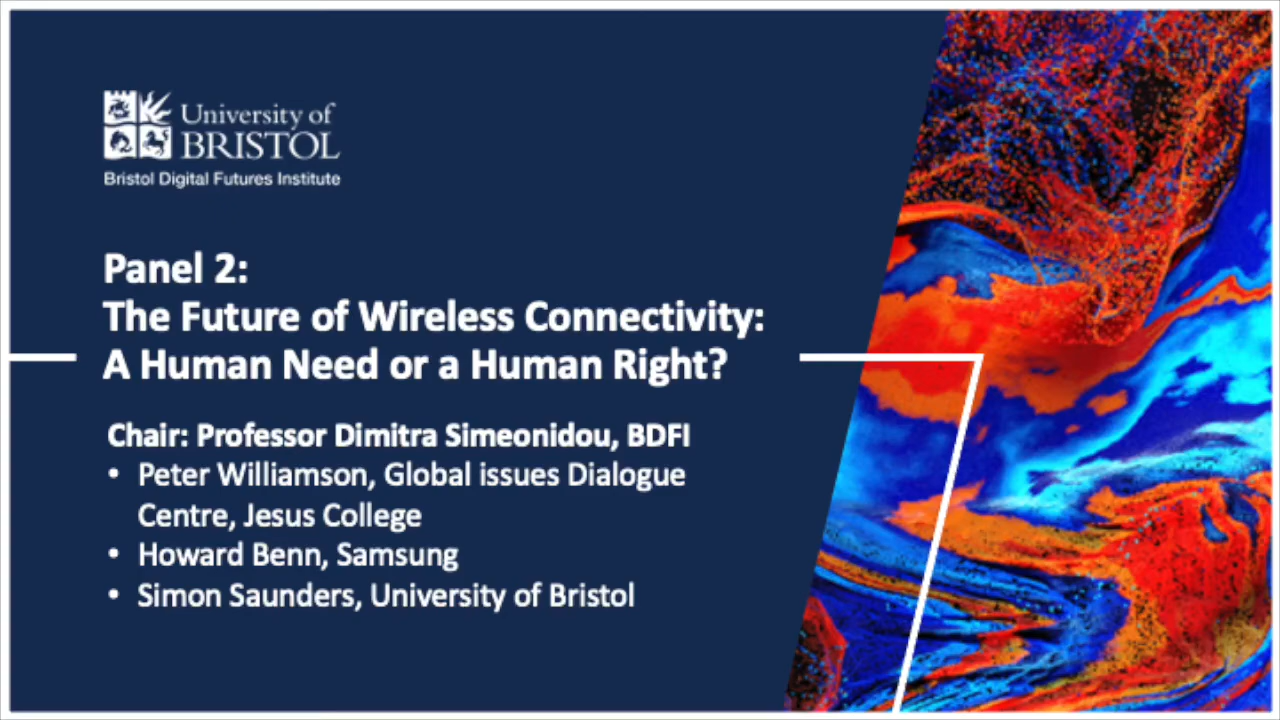 University of
BRISTOL
Bristol Digital Futures Institute
Panel 2:
The Future of Wireless Connectivity:
A Human Need or a Human Right?
Chair: Professor Dimitra Simeonidou, BDFI
• Peter Williamson, Global issues Dialogue
Centre, Jesus College
• Howard Benn, Samsung
• Simon Saunders, University of Bristol